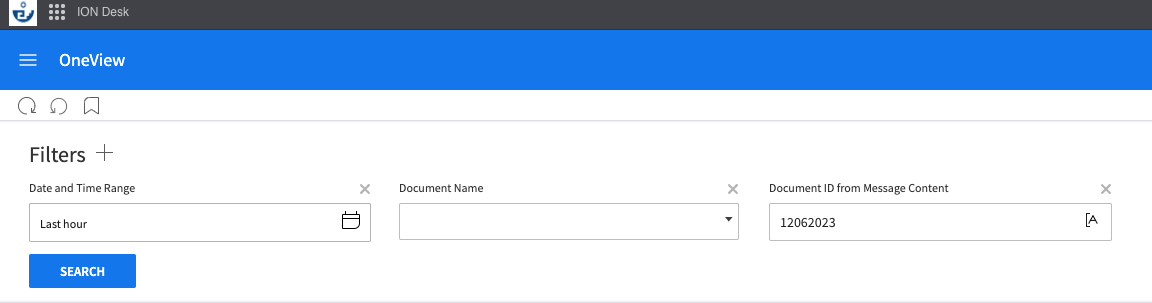 ION Desk
OneView
Filters
Date and Time Range
Document Name
Document ID from Message Content
Last hour
12062023
SEARCH